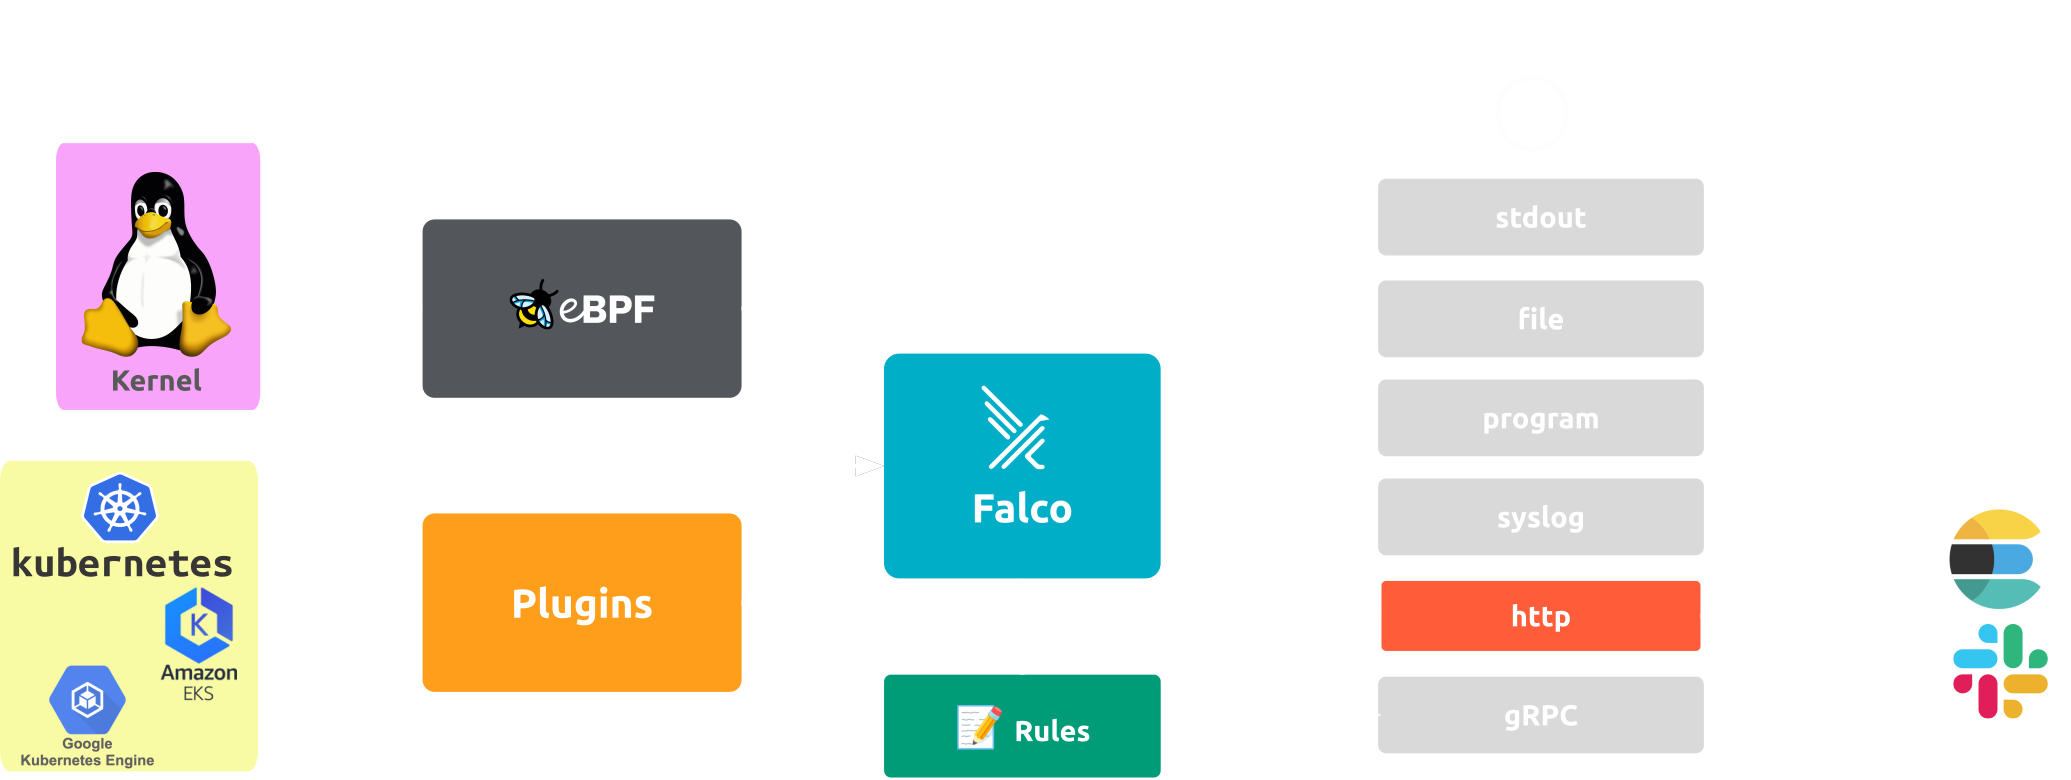 Kernel
kubernetes
Amazon
EKS
Google
Kubernetes Engine
eBPF
Plugins
Falco
Rules
stdout
file
program
syslog
http
gRPC